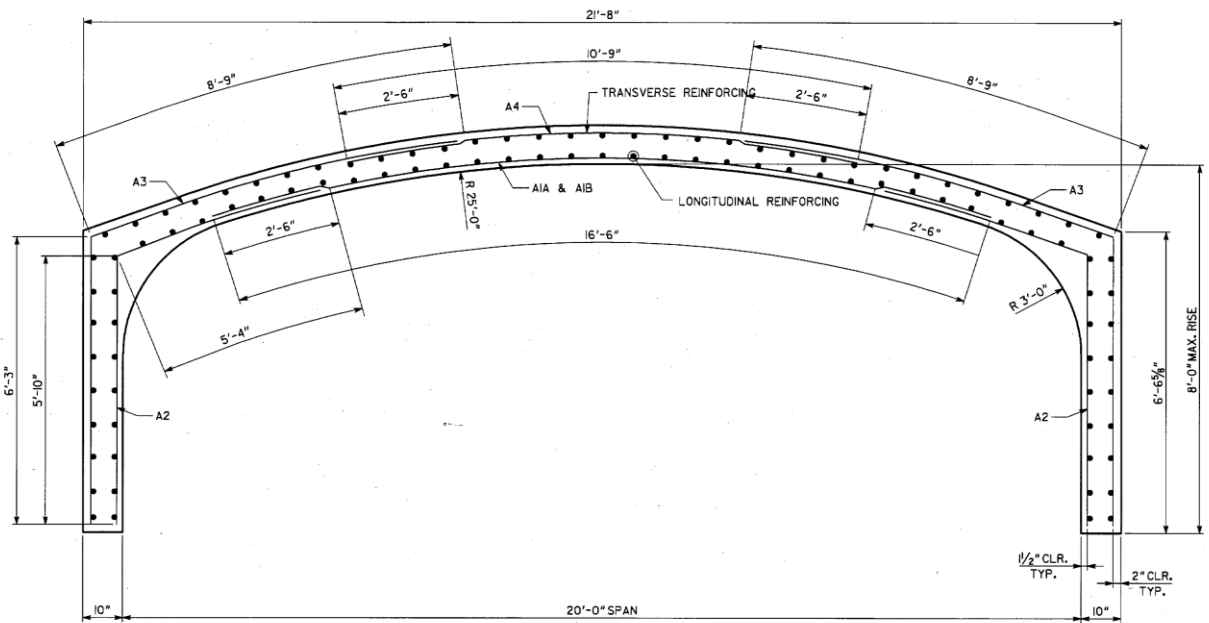 21'-8"
10'-9"
8'-9"
8'-9"
2'-6"
2'-6"
A4
TRANSVERSE REINFORCING
A3
A3
A1A & A1B
LONGITUDINAL REINFORCING
R 25'-0"
2'-6"
2'-6"
16'-6"
R 3'-0"
5'-4"
6'-3"
5'-10"
A2
A2
6'-6⅝"
8'-0" MAX. RISE
1½" CLR.
TYP.
2" CLR.
TYP.
10"
20'-0" SPAN
10"